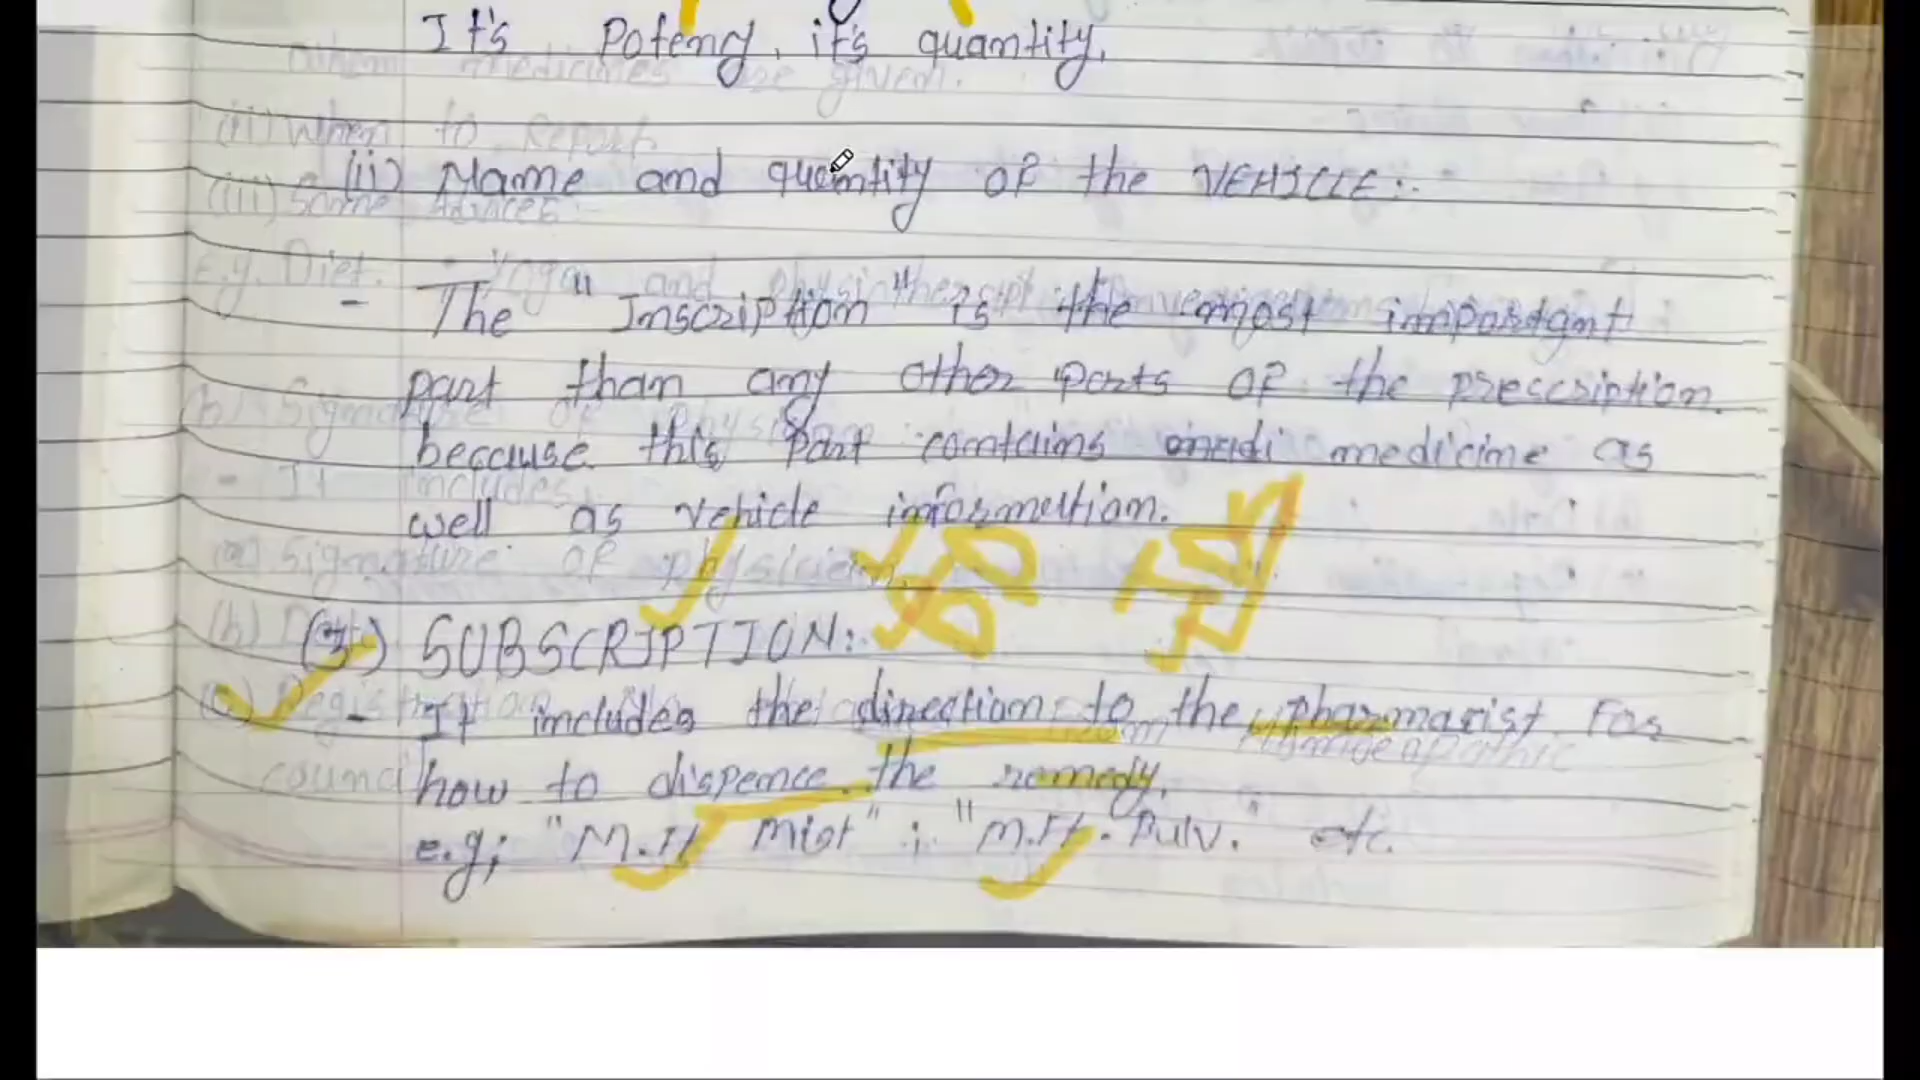 It's Potency, it's quantity.
(ii) Name and quantity of the VEHICLE:-
- The "Inscription" is the most important
part than any other parts of the presccription.
because this part contains medicine as
well as vehicle information.
(3) SUBSCRIPTION:-
- It includes the direction to the pharmacist For
how to dispence the remedy.
e.g; "M.Ft Mist" ; "M.Ft. Pulv." etc.